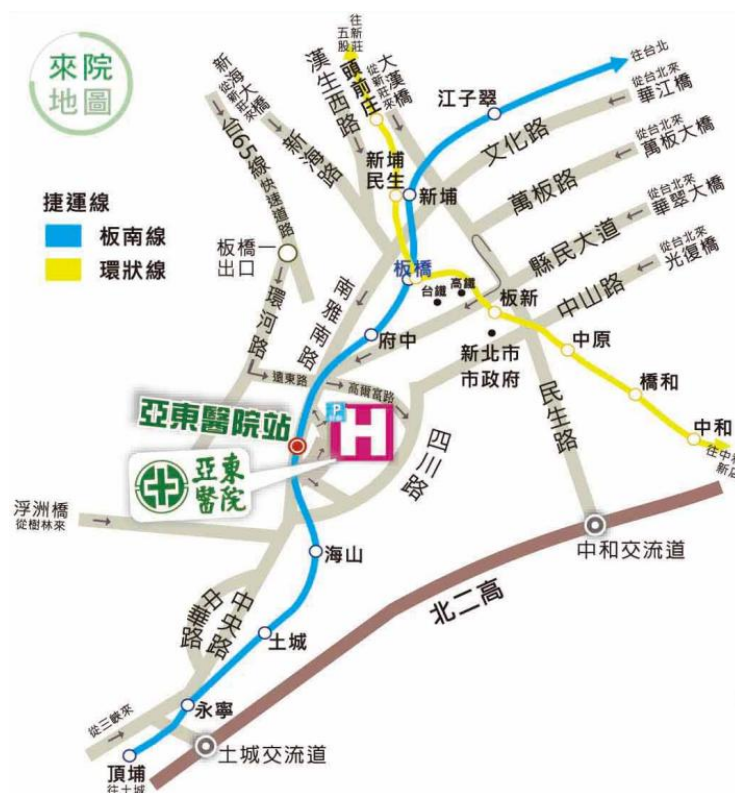 來院
地圖
捷運線
板南線
環狀線
往新莊
五股
頭前庄
漢生西路
大漢橋
從新莊來
新海大橋
從新莊來
新海路
台65線
快速道路
往台北
江子翠
從台北來
華江橋
文化路
從台北來
萬板大橋
萬板路
從台北來
華翠大橋
縣民大道
從台北來
光復橋
中山路
新埔
民生
新埔
板橋一
出口
環河路
南雅南路
板橋
台鐵
高鐵
板新
府中
新北市
市政府
中原
橋和
中和
往中和
新店
民生路
遠東路
高爾富路
四川路
亞東醫院站
P
H
亞東
醫院
浮洲橋
從樹林來
海山
中和交流道
北二高
中央路
中華路
土城
永寧
從三峽來
土城交流道
頂埔
往土城